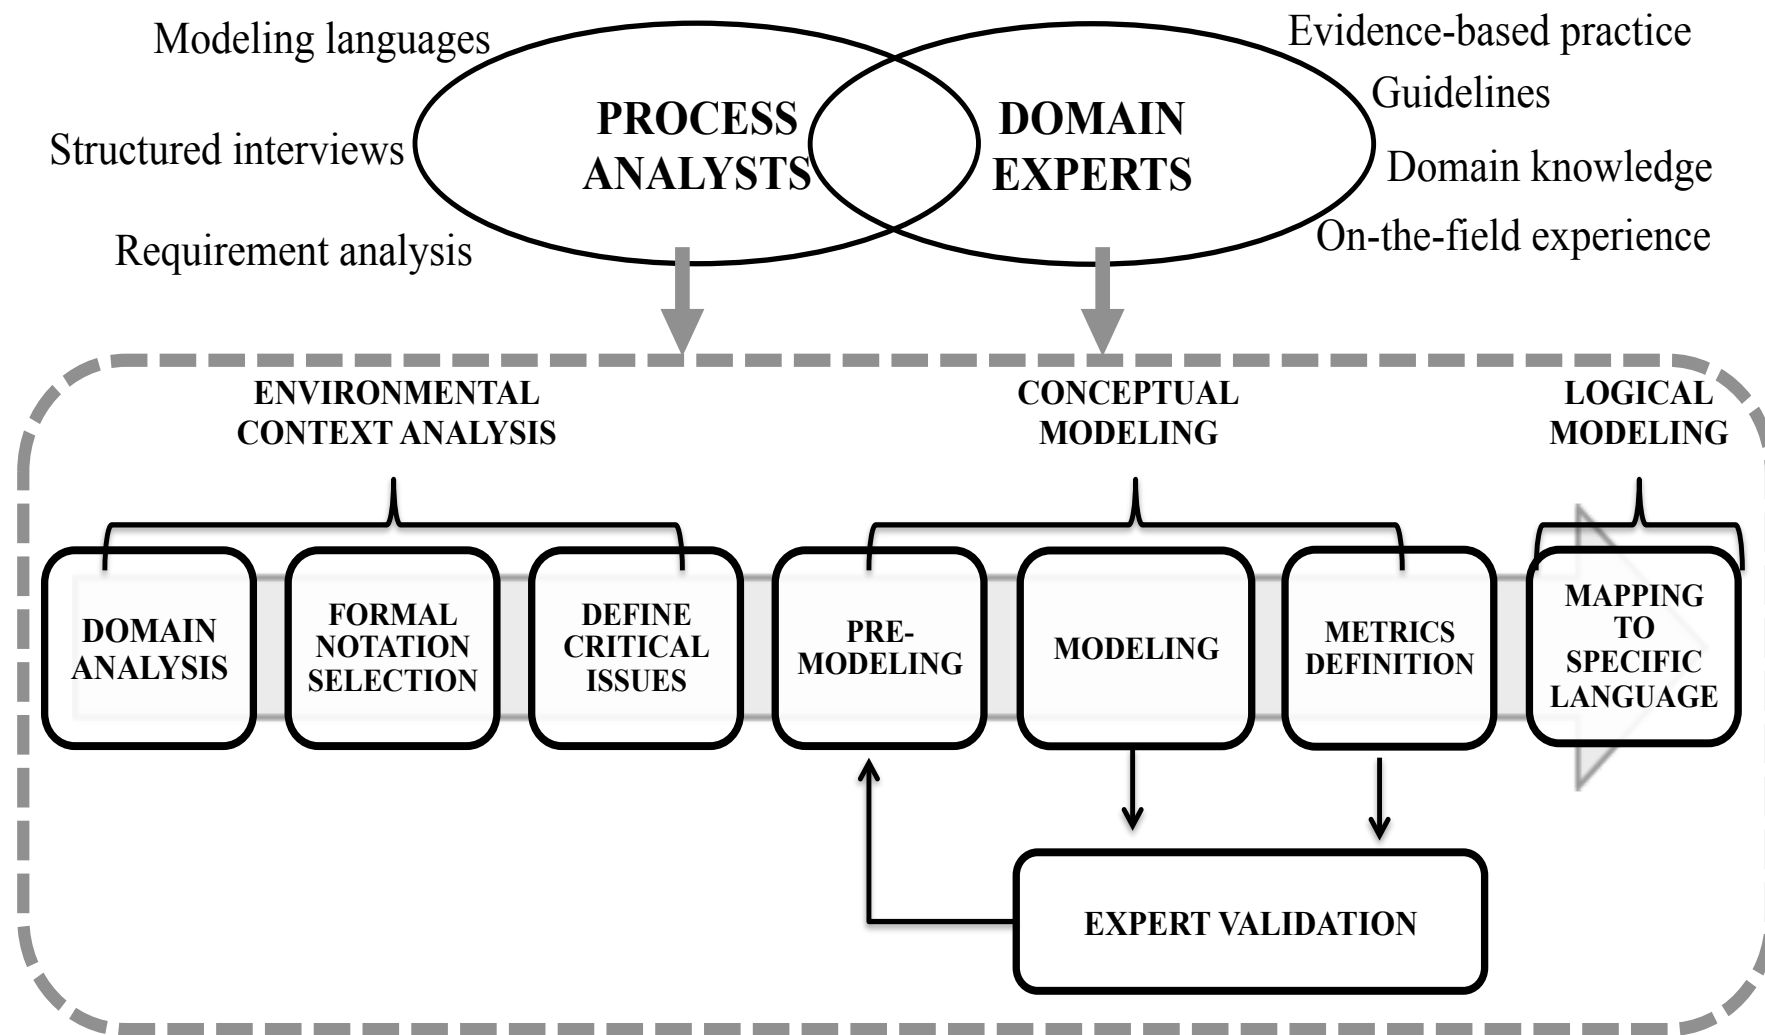 Modeling languages
Structured interviews
Requirement analysis
PROCESS
ANALYSTS
DOMAIN
EXPERTS
Evidence-based practice
Guidelines
Domain knowledge
On-the-field experience
ENVIRONMENTAL
CONTEXT ANALYSIS
CONCEPTUAL
MODELING
LOGICAL
MODELING
DOMAIN
ANALYSIS
FORMAL
NOTATION
SELECTION
DEFINE
CRITICAL
ISSUES
PRE-
MODELING
MODELING
METRICS
DEFINITION
MAPPING
TO
SPECIFIC
LANGUAGE
EXPERT VALIDATION